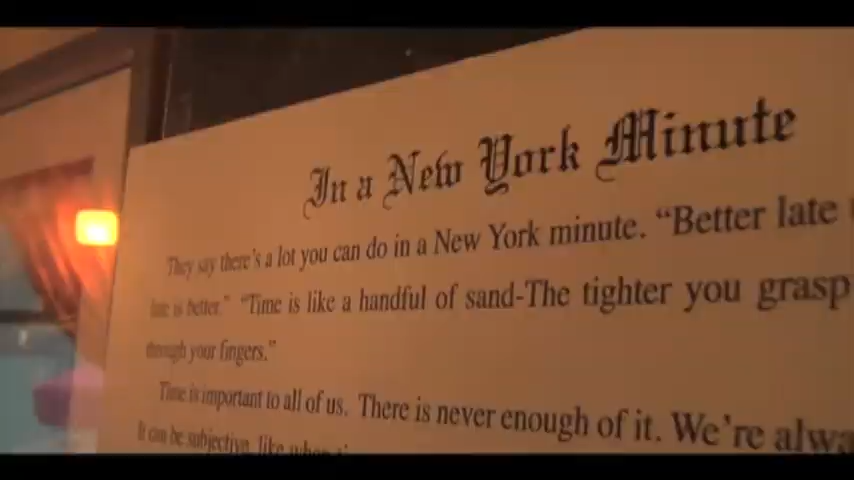 In a New York Minute
They say there's a lot you can do in a New York minute. "Better late
late is better." "Time is like a handful of sand-The tighter you grasp
through your fingers."
Time is important to all of us. There is never enough of it. We're alwa
It can be subjective, like when